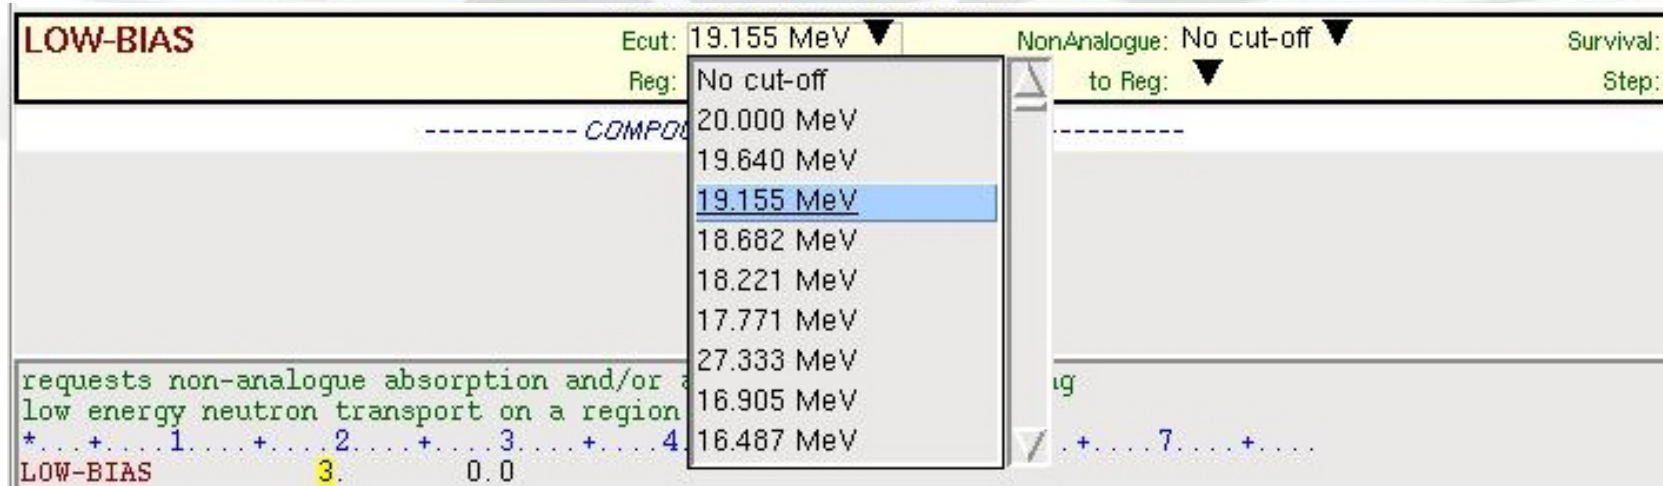 LOW-BIAS Ecut: 19.155 MeV ▼ NonAnalogue: No cut-off ▼ Survival:
Reg: to Reg: ▼ Step:
No cut-off
20.000 MeV
19.640 MeV
19.155 MeV
18.682 MeV
18.221 MeV
17.771 MeV
27.333 MeV
16.905 MeV
16.487 MeV
----------- COMPOU -----------
requests non-analogue absorption and/or
low energy neutron transport on a region
*...+....1....+....2....+....3....+....4 .+....7....+....
LOW-BIAS 3. 0.0